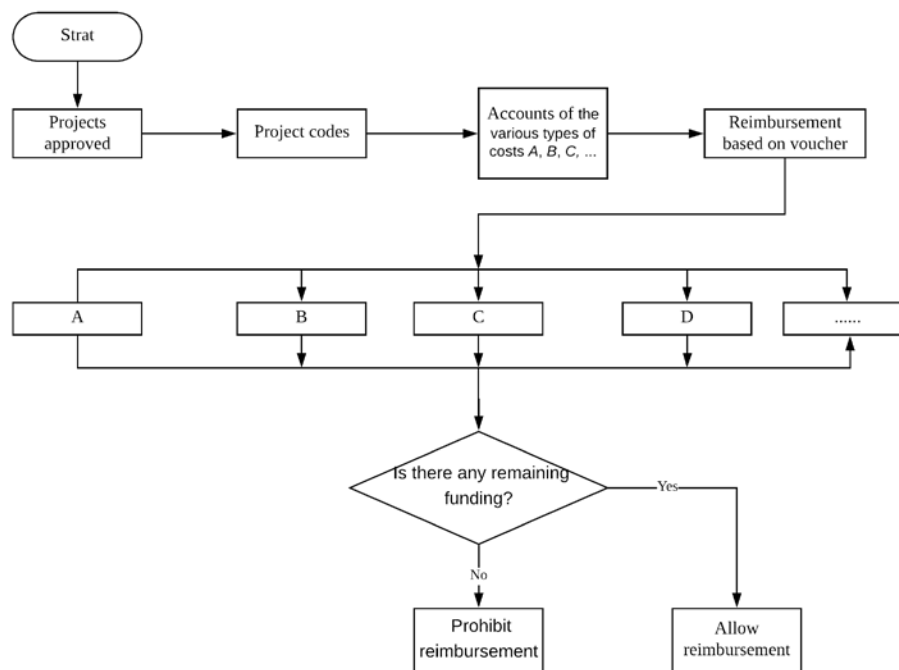 Strat
Projects
approved
Project codes
Accounts of the
various types of
costs A, B, C, ...
Reimbursement
based on voucher
A
B
C
D
......
Is there any remaining
funding?
Yes
No
Prohibit
reimbursement
Allow
reimbursement